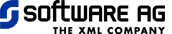 software AG
THE XML COMPANY